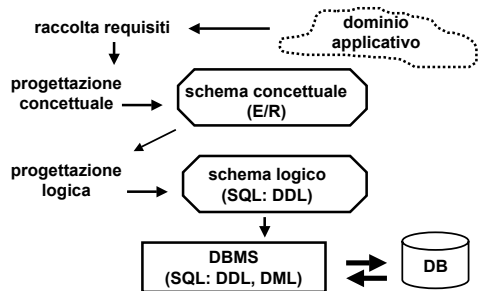 raccolta requisiti
dominio
applicativo
progettazione
concettuale
schema concettuale
(E/R)
progettazione
logica
schema logico
(SQL: DDL)
DBMS
(SQL: DDL, DML)
DB